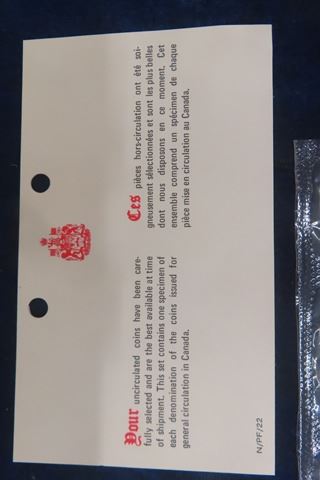 Your uncirculated coins have been care-
fully selected and are the best available at time
of shipment. This set contains one specimen of
each denomination of the coins issued for
general circulation in Canada.
Ces pièces hors-circulation ont été soi-
gneusement sélectionnées et sont les plus belles
dont nous disposons en ce moment. Cet
ensemble comprend un spécimen de chaque
pièce mise en circulation au Canada.
N/PF/22